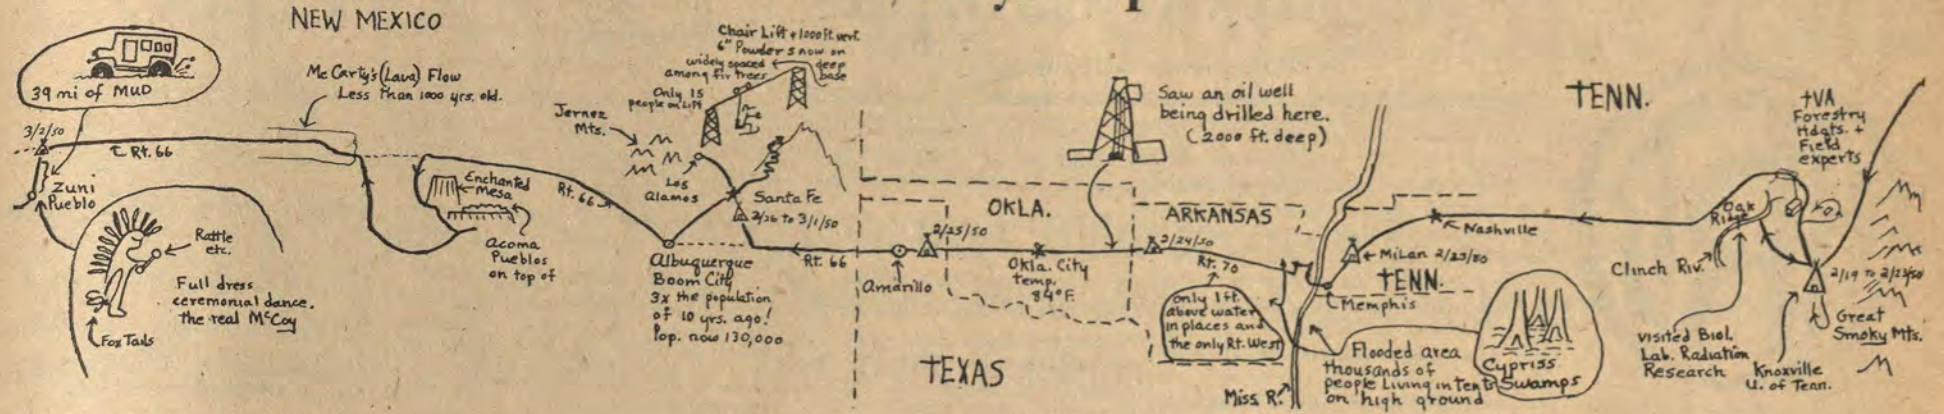 NEW MEXICO
39 mi of MUD
3/2/50
Rt. 66
Zuni
Pueblo
Rattle
etc.
Full dress
ceremonial dance.
the real McCoy
Fox Tails
McCarty's (Lava) Flow
Less Than 1000 yrs. old.
Enchanted
Mesa
Acoma
Pueblos
on top of
Rt. 66
Chair Lift + 1000 ft. vert.
6" Powder snow on
widely spaced deep
among fir trees base
Only 15
people on Lift
Jemez
Mts.
Los
Alamos
Santa Fe
2/26 to 3/1/50
Albuquerque
Boom City
3x the population
of 10 yrs. ago!
Pop. now 130,000
Rt. 66
Amarillo
2/25/50
TEXAS
OKLA.
Okla. City
temp.
84°F.
Saw an oil well
being drilled here.
(2000 ft. deep)
ARKANSAS
2/24/50
Rt. 70
only 1 ft.
above water
in places and
the only Rt. West
Miss R.
Flooded area
thousands of
people Living in tents
on high ground
Cypriss
Swamps
Memphis
TENN.
Milan 2/23/50
Nashville
TENN.
Clinch Riv.
Oak
Ridge
TVA
Forestry
Hdqts. +
Field
experts
visited Biol.
Lab. Radiation
Research
Knoxville
U. of Tenn.
2/19 to 2/23/50
Great
Smoky Mts.